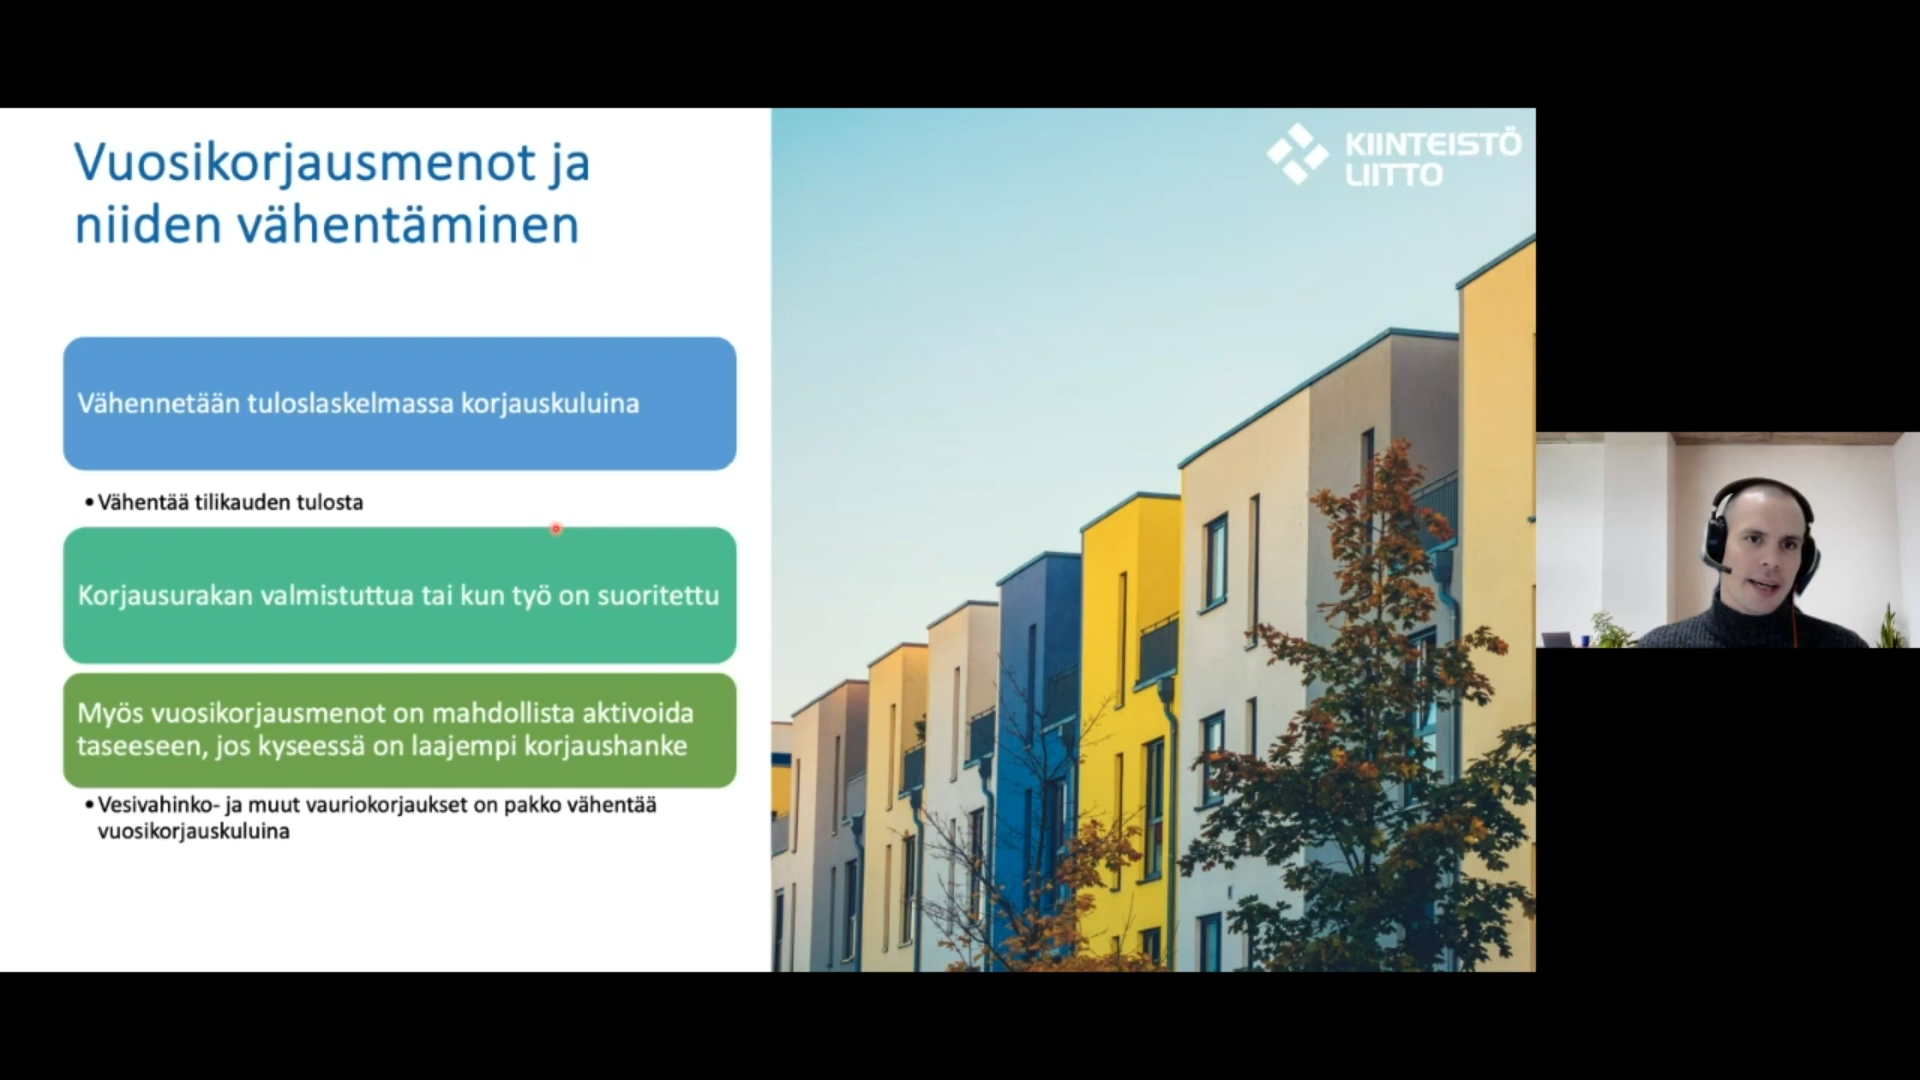 Vuosikorjausmenot ja
niiden vähentäminen
KIINTEISTÖ
LIITTO
Vähennetään tuloslaskelmassa korjauskuluina
•Vähentää tilikauden tulosta
Korjausurakan valmistuttua tai kun työ on suoritettu
Myös vuosikorjausmenot on mahdollista aktivoida
taseeseen, jos kyseessä on laajempi korjaushanke
•Vesivahinko- ja muut vauriokorjaukset on pakko vähentää
vuosikorjauskuluina